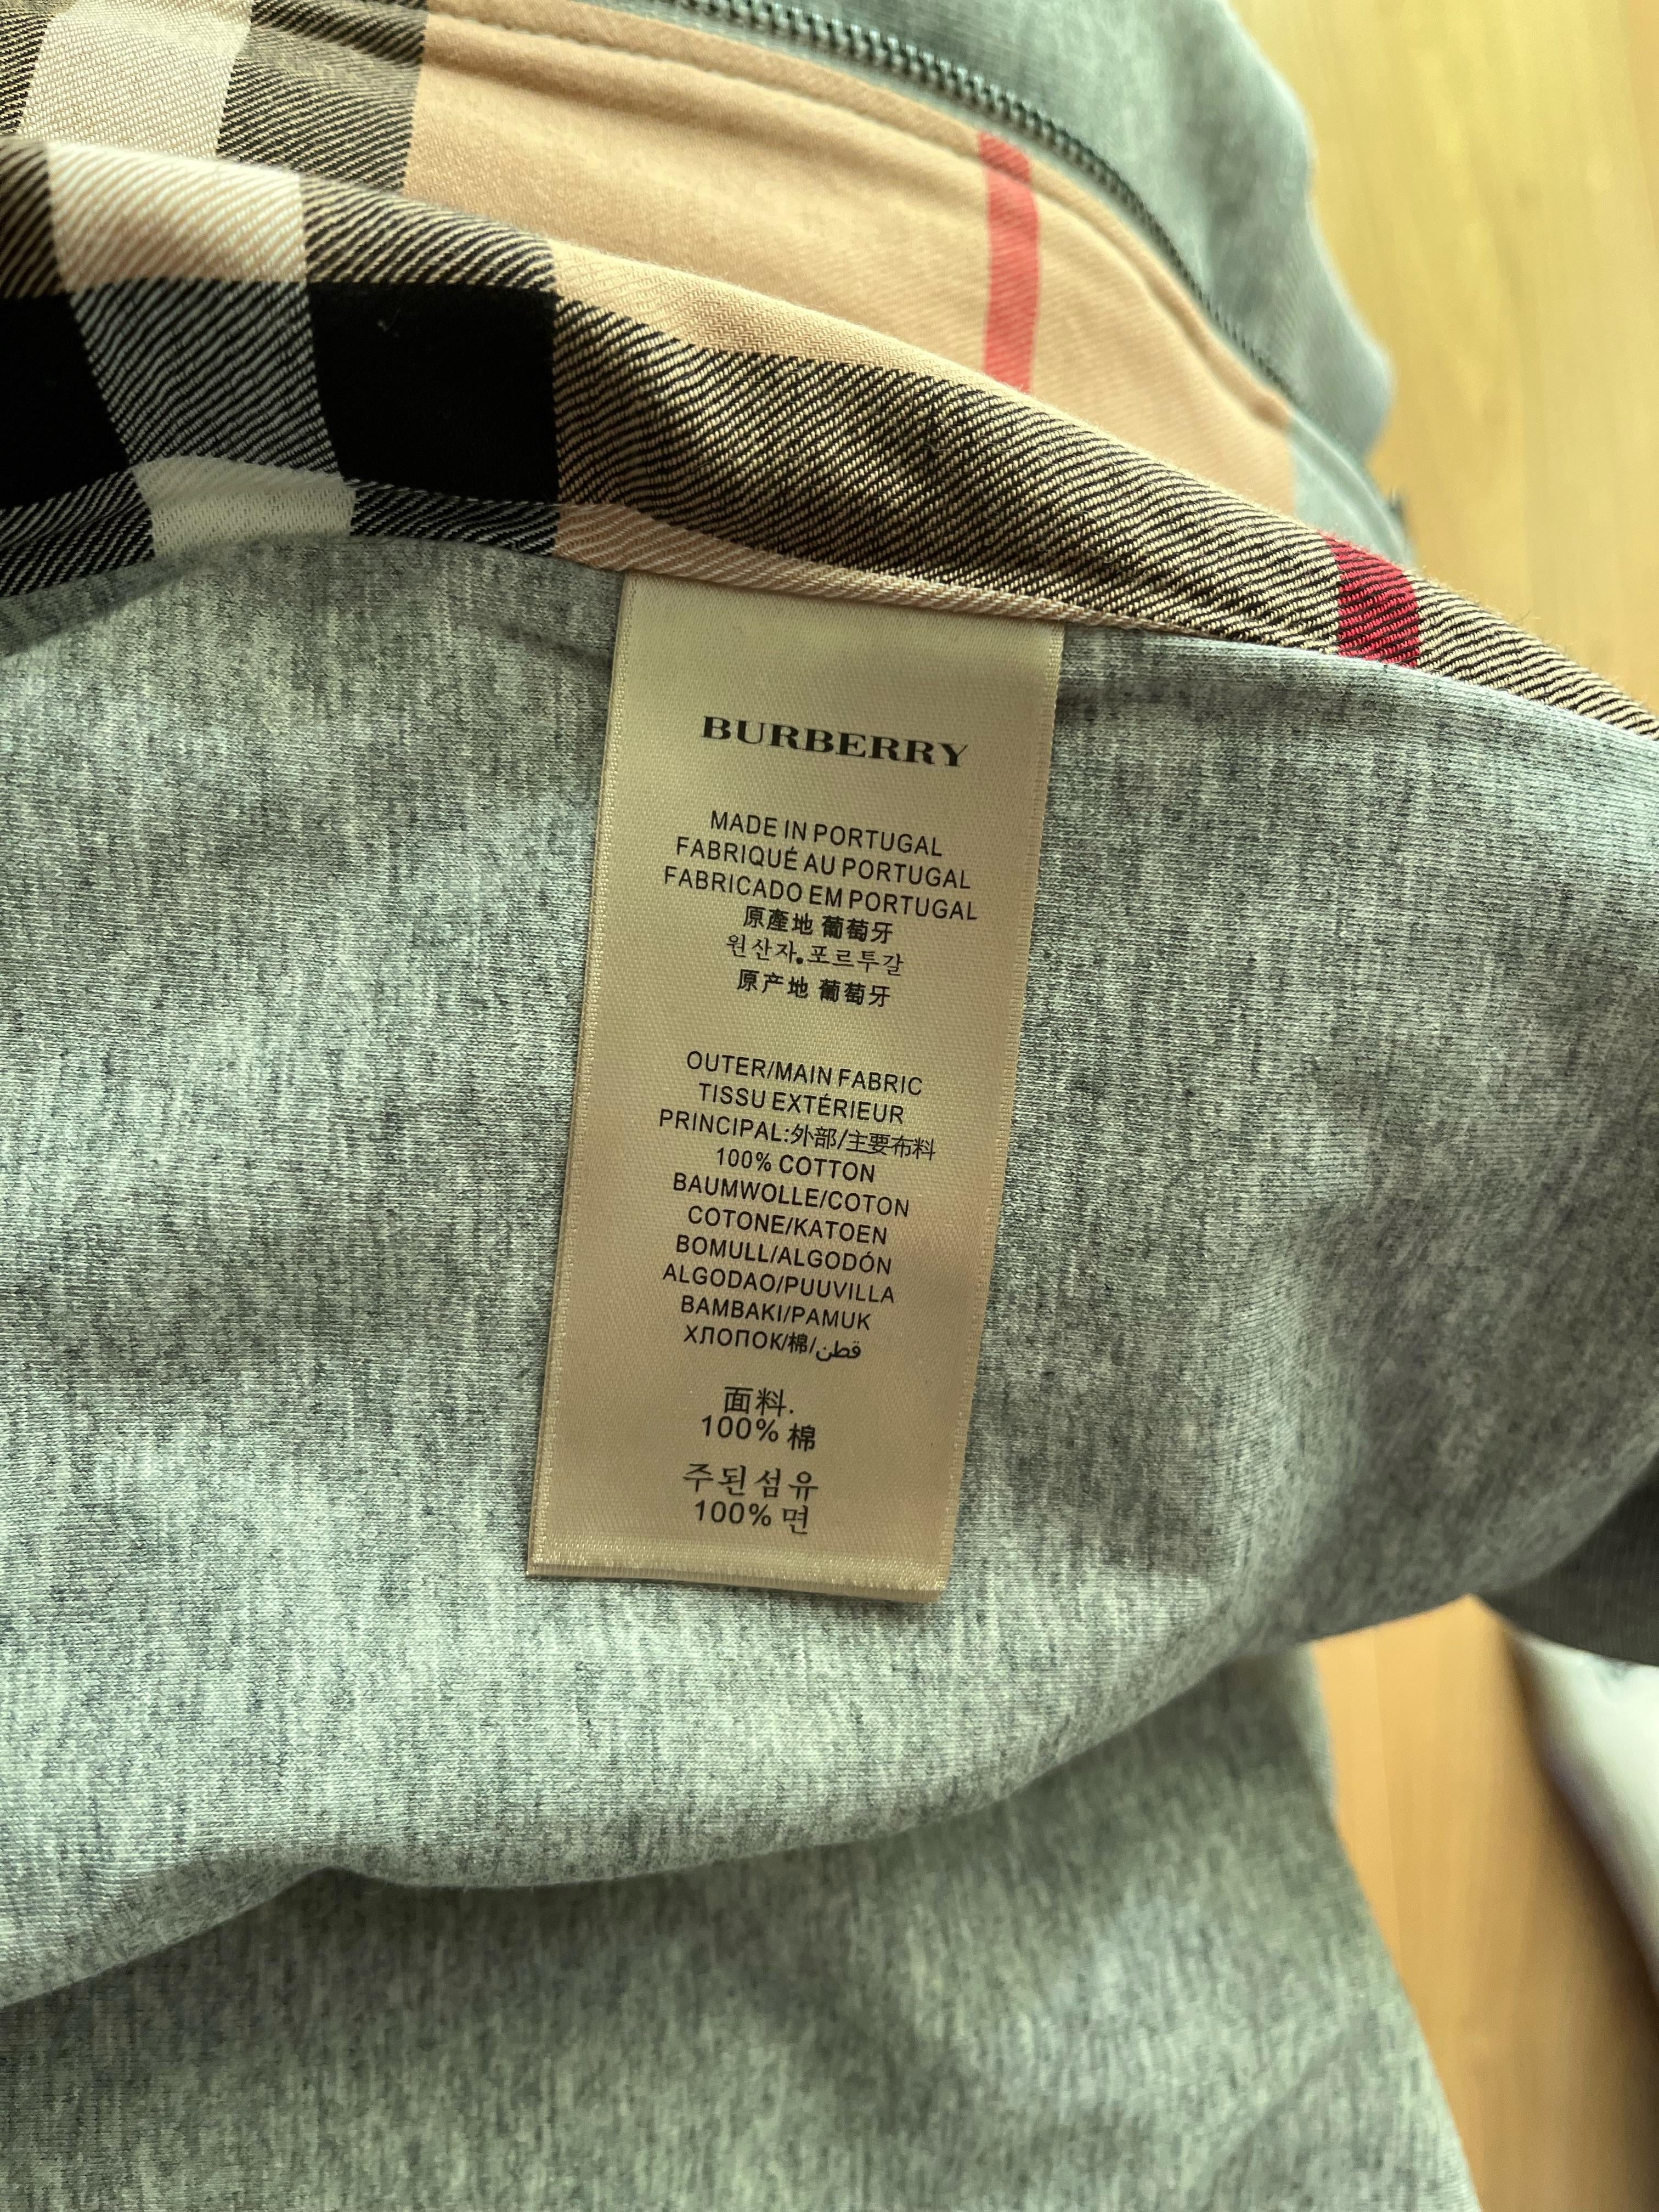 BURBERRY
MADE IN PORTUGAL
FABRIQUÉ AU PORTUGAL
FABRICADO EM PORTUGAL
原產地 葡萄牙
원산자.포르투갈
原产地 葡萄牙
OUTER/MAIN FABRIC
TISSU EXTÉRIEUR
PRINCIPAL:外部/主要布料
100% COTTON
BAUMWOLLE/COTON
COTONE/KATOEN
BOMULL/ALGODÓN
ALGODAO/PUUVILLA
BAMBAKI/PAMUK
ХЛОПОК/棉/قطن
面料.
100% 棉
주된섬유
100% 면